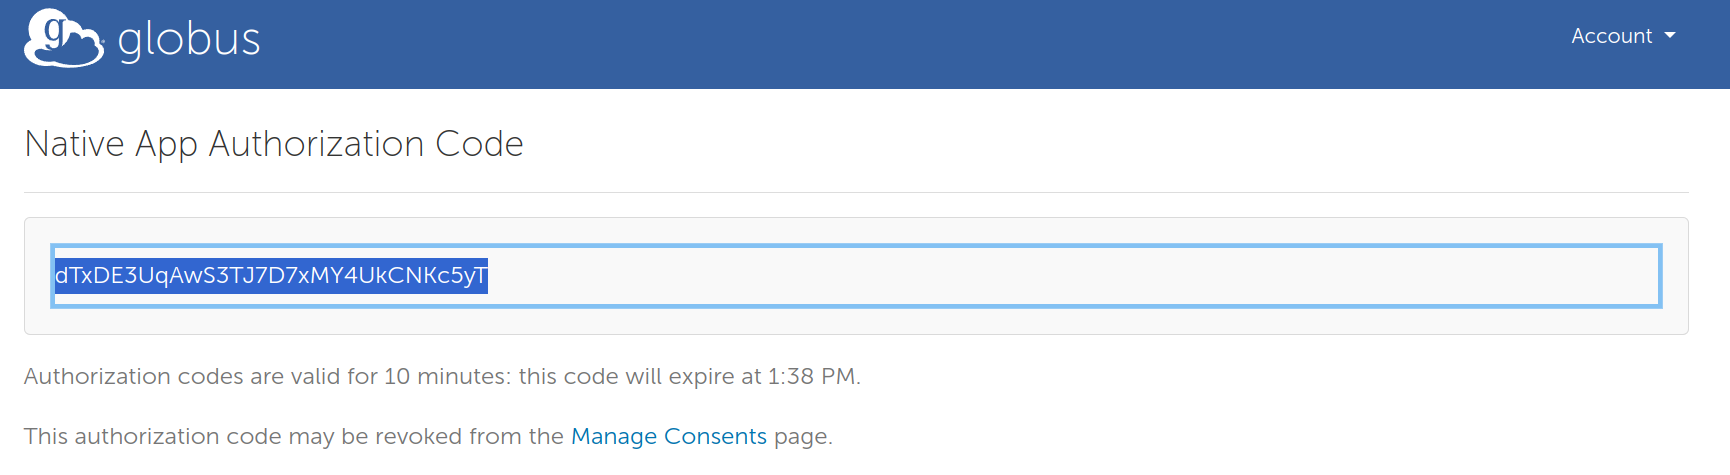 globus
Account
Native App Authorization Code
dTxDE3UqAwS3TJ7D7xMY4UkCNKc5yT
Authorization codes are valid for 10 minutes: this code will expire at 1:38 PM.
This authorization code may be revoked from the Manage Consents page.